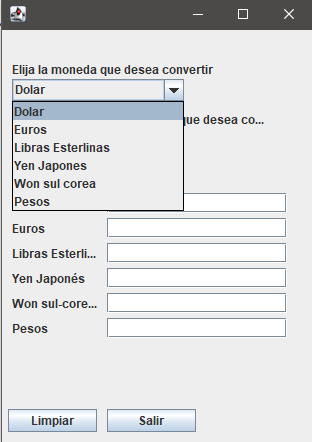 Elija la moneda que desea convertir
Dolar
Dolar
que desea co...
Euros
Libras Esterlinas
Yen Japones
Won sul corea
Pesos
Euros
Libras Esterli...
Yen Japonés
Won sul-core...
Pesos
Limpiar
Salir